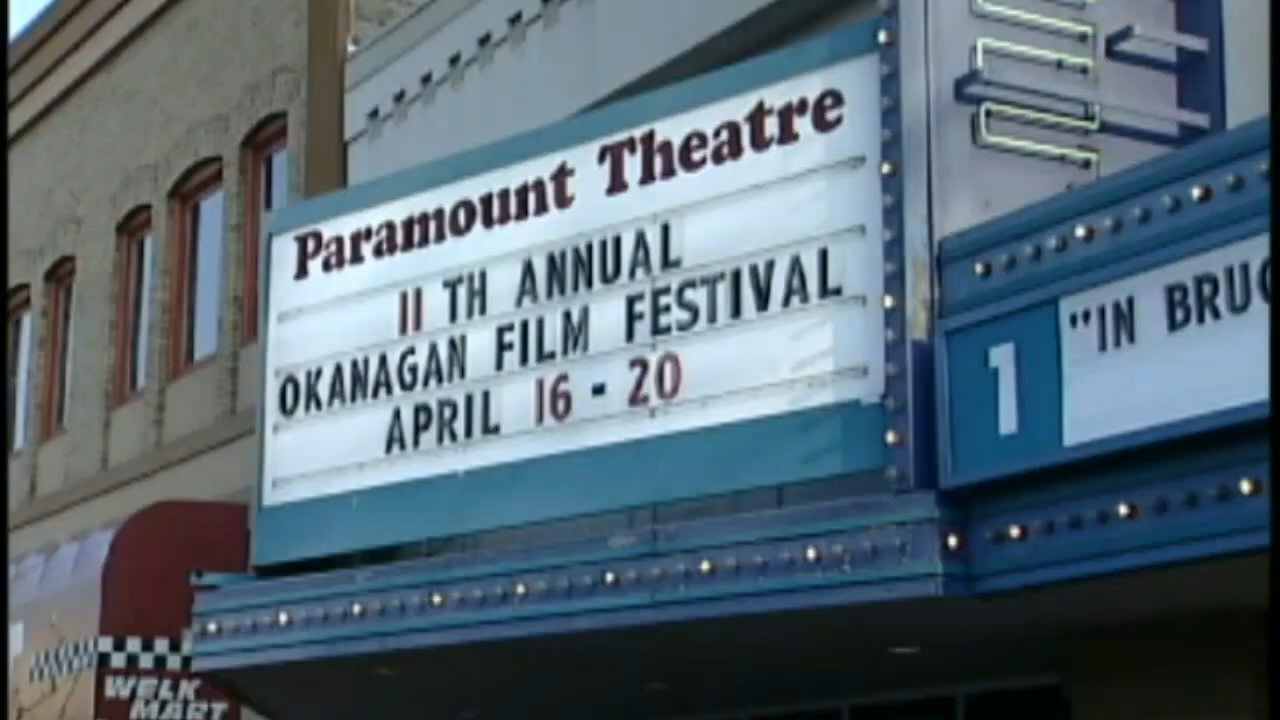 Paramount Theatre
11 TH ANNUAL
OKANAGAN FILM FESTIVAL
APRIL 16 - 20
1
"IN BRUG
WELK
MART